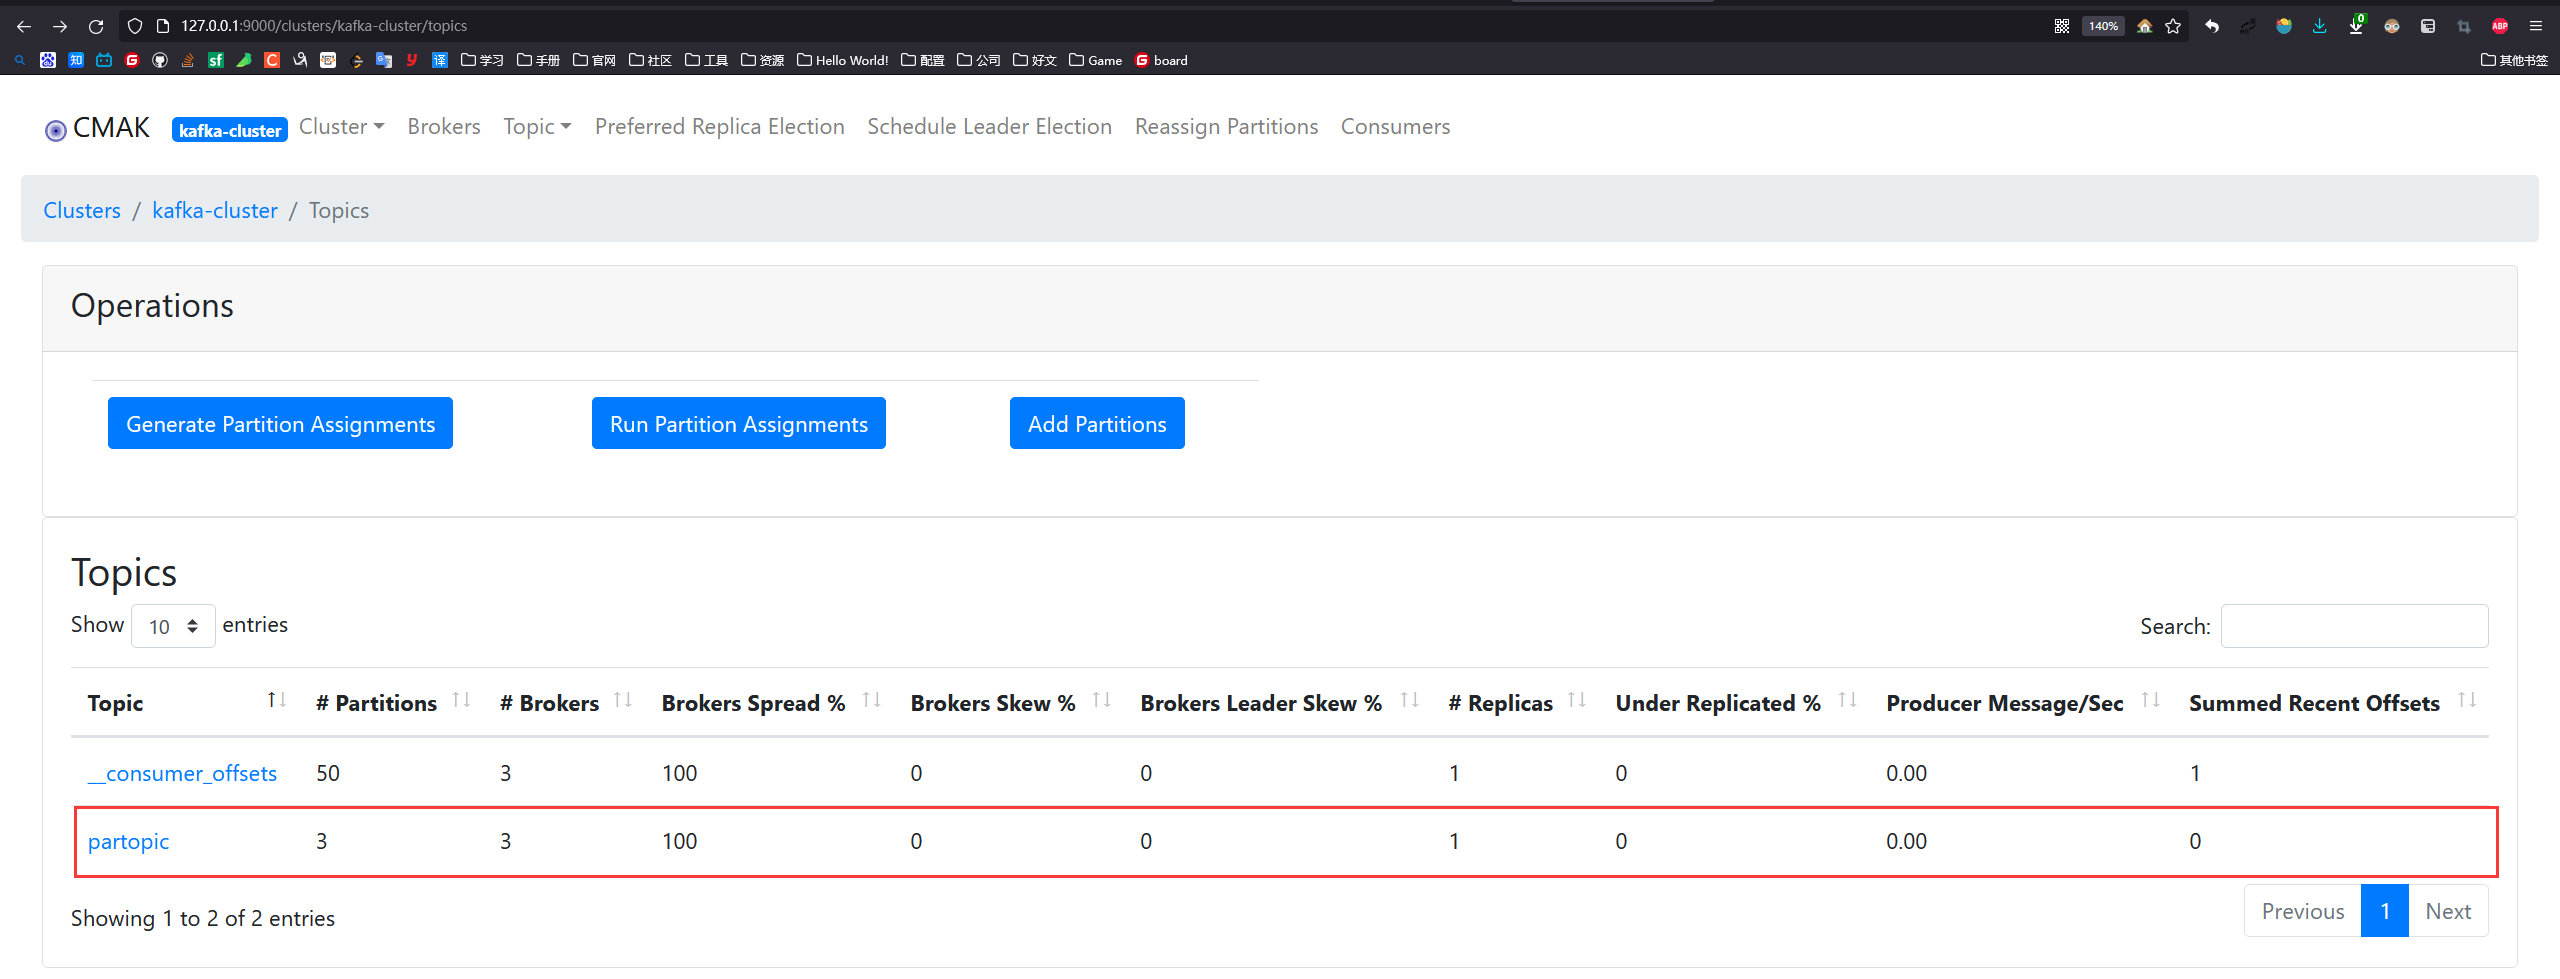 127.0.0.1:9000/clusters/kafka-cluster/topics 140% 0 ABP
知 G sf C y 译 学习 手册 官网 社区 工具 资源 Hello World! 配置 公司 好文 Game G board 其他书签
CMAK kafka-cluster Cluster Brokers Topic Preferred Replica Election Schedule Leader Election Reassign Partitions Consumers
Clusters / kafka-cluster / Topics
Operations
Generate Partition Assignments Run Partition Assignments Add Partitions
Topics
Show 10 entries Search:
Topic # Partitions # Brokers Brokers Spread % Brokers Skew % Brokers Leader Skew % # Replicas Under Replicated % Producer Message/Sec Summed Recent Offsets
__consumer_offsets 50 3 100 0 0 1 0 0.00 1
partopic 3 3 100 0 0 1 0 0.00 0
Showing 1 to 2 of 2 entries Previous 1 Next